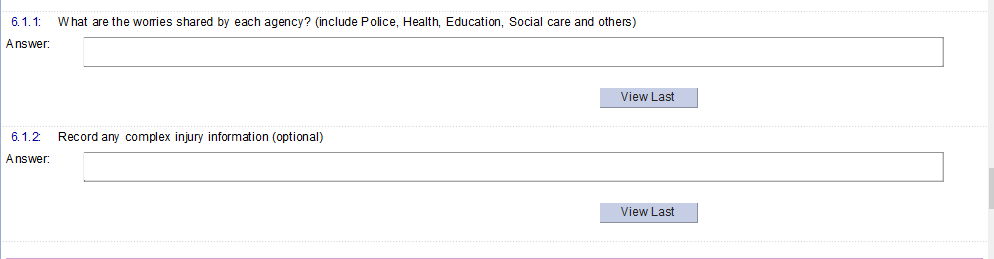 6.1.1: What are the worries shared by each agency? (include Police, Health, Education, Social care and others)
Answer:
View Last
6.1.2: Record any complex injury information (optional)
Answer:
View Last